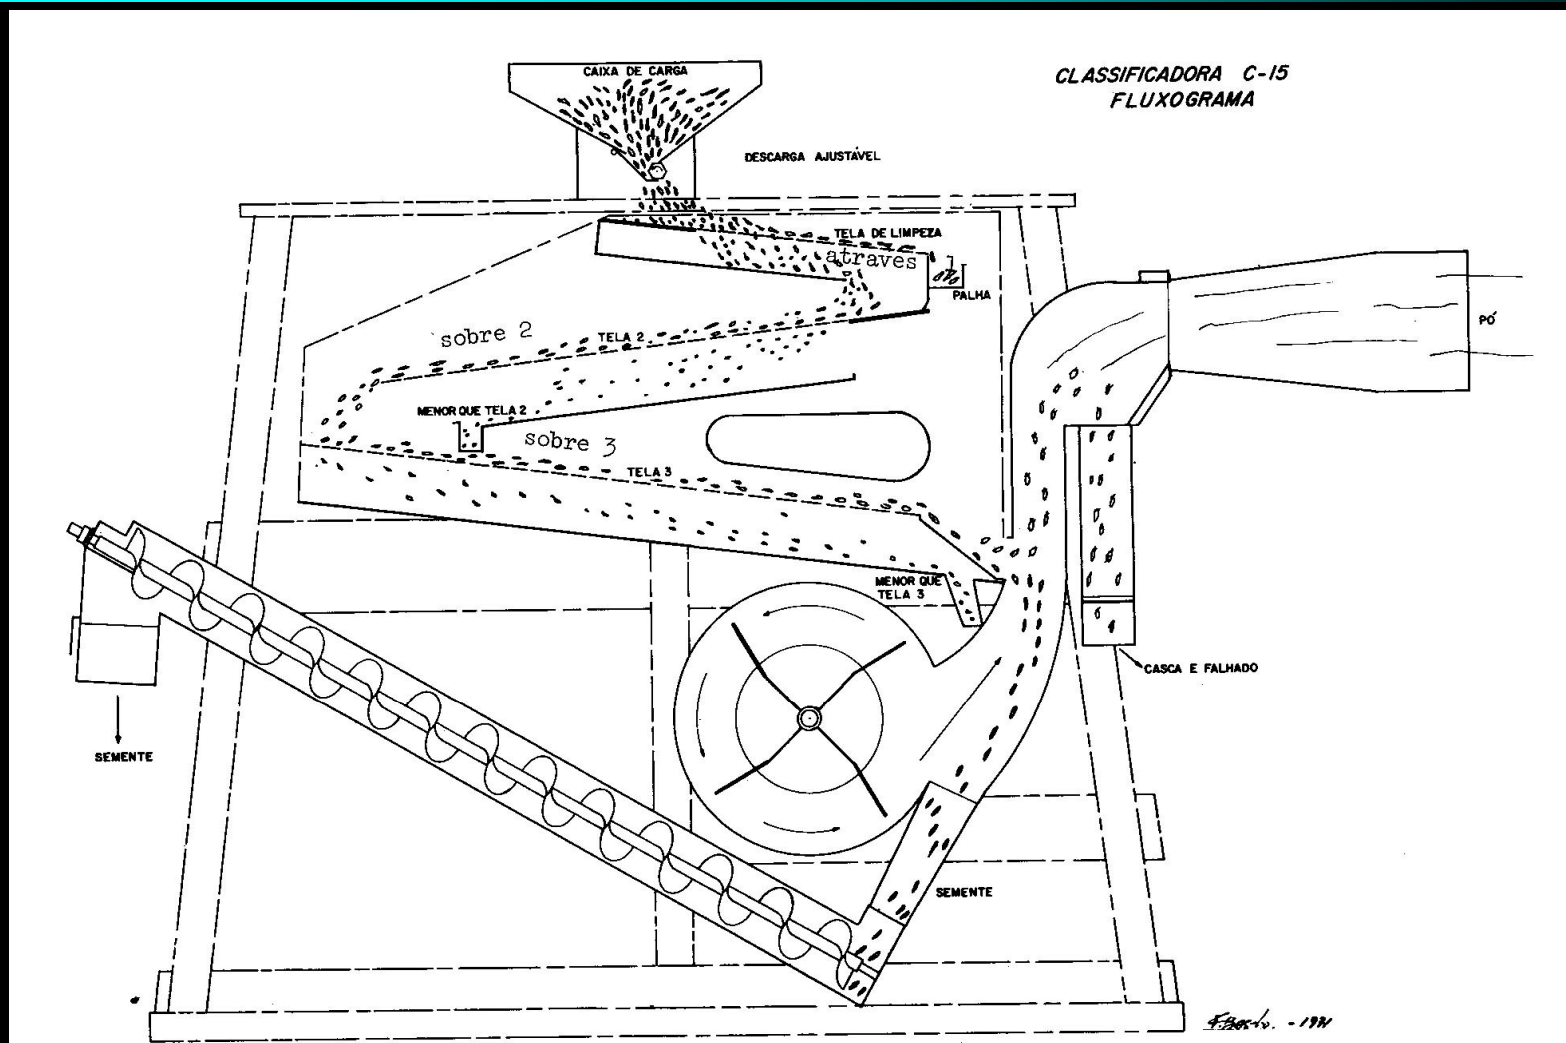 CAIXA DE CARGA
CLASSIFICADORA C-15
FLUXOGRAMA
DESCARGA AJUSTÁVEL
TELA DE LIMPEZA
atraves 1
PALHA
PÓ
sobre 2
TELA 2
MENOR QUE TELA 2
sobre 3
TELA 3
MENOR QUE
TELA 3
CASCA E FALHADO
SEMENTE
SEMENTE